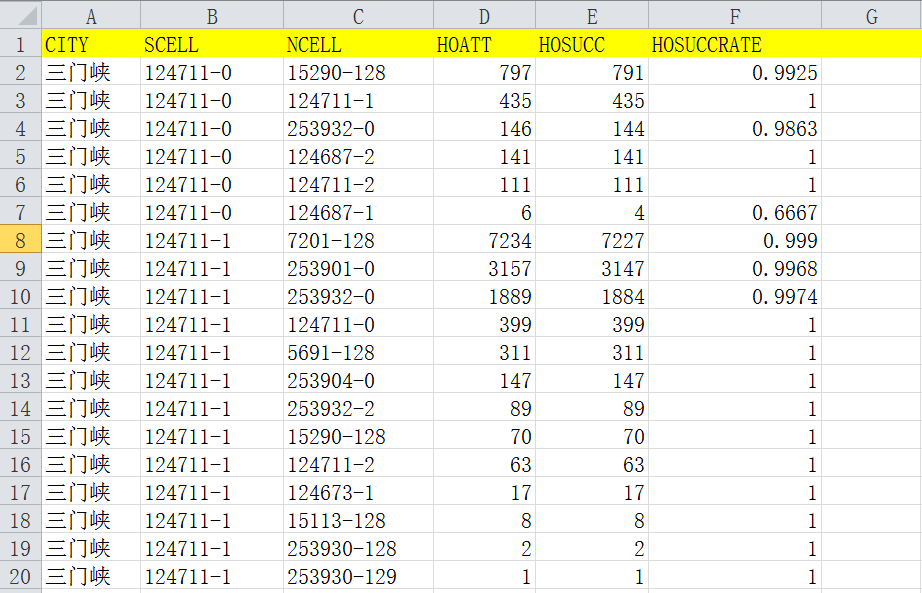 A B C D E F G
1 CITY SCELL NCELL HOATT HOSUCC HOSUCCRATE
2 三门峡 124711-0 15290-128 797 791 0.9925
3 三门峡 124711-0 124711-1 435 435 1
4 三门峡 124711-0 253932-0 146 144 0.9863
5 三门峡 124711-0 124687-2 141 141 1
6 三门峡 124711-0 124711-2 111 111 1
7 三门峡 124711-0 124687-1 6 4 0.6667
8 三门峡 124711-1 7201-128 7234 7227 0.999
9 三门峡 124711-1 253901-0 3157 3147 0.9968
10 三门峡 124711-1 253932-0 1889 1884 0.9974
11 三门峡 124711-1 124711-0 399 399 1
12 三门峡 124711-1 5691-128 311 311 1
13 三门峡 124711-1 253904-0 147 147 1
14 三门峡 124711-1 253932-2 89 89 1
15 三门峡 124711-1 15290-128 70 70 1
16 三门峡 124711-1 124711-2 63 63 1
17 三门峡 124711-1 124673-1 17 17 1
18 三门峡 124711-1 15113-128 8 8 1
19 三门峡 124711-1 253930-128 2 2 1
20 三门峡 124711-1 253930-129 1 1 1